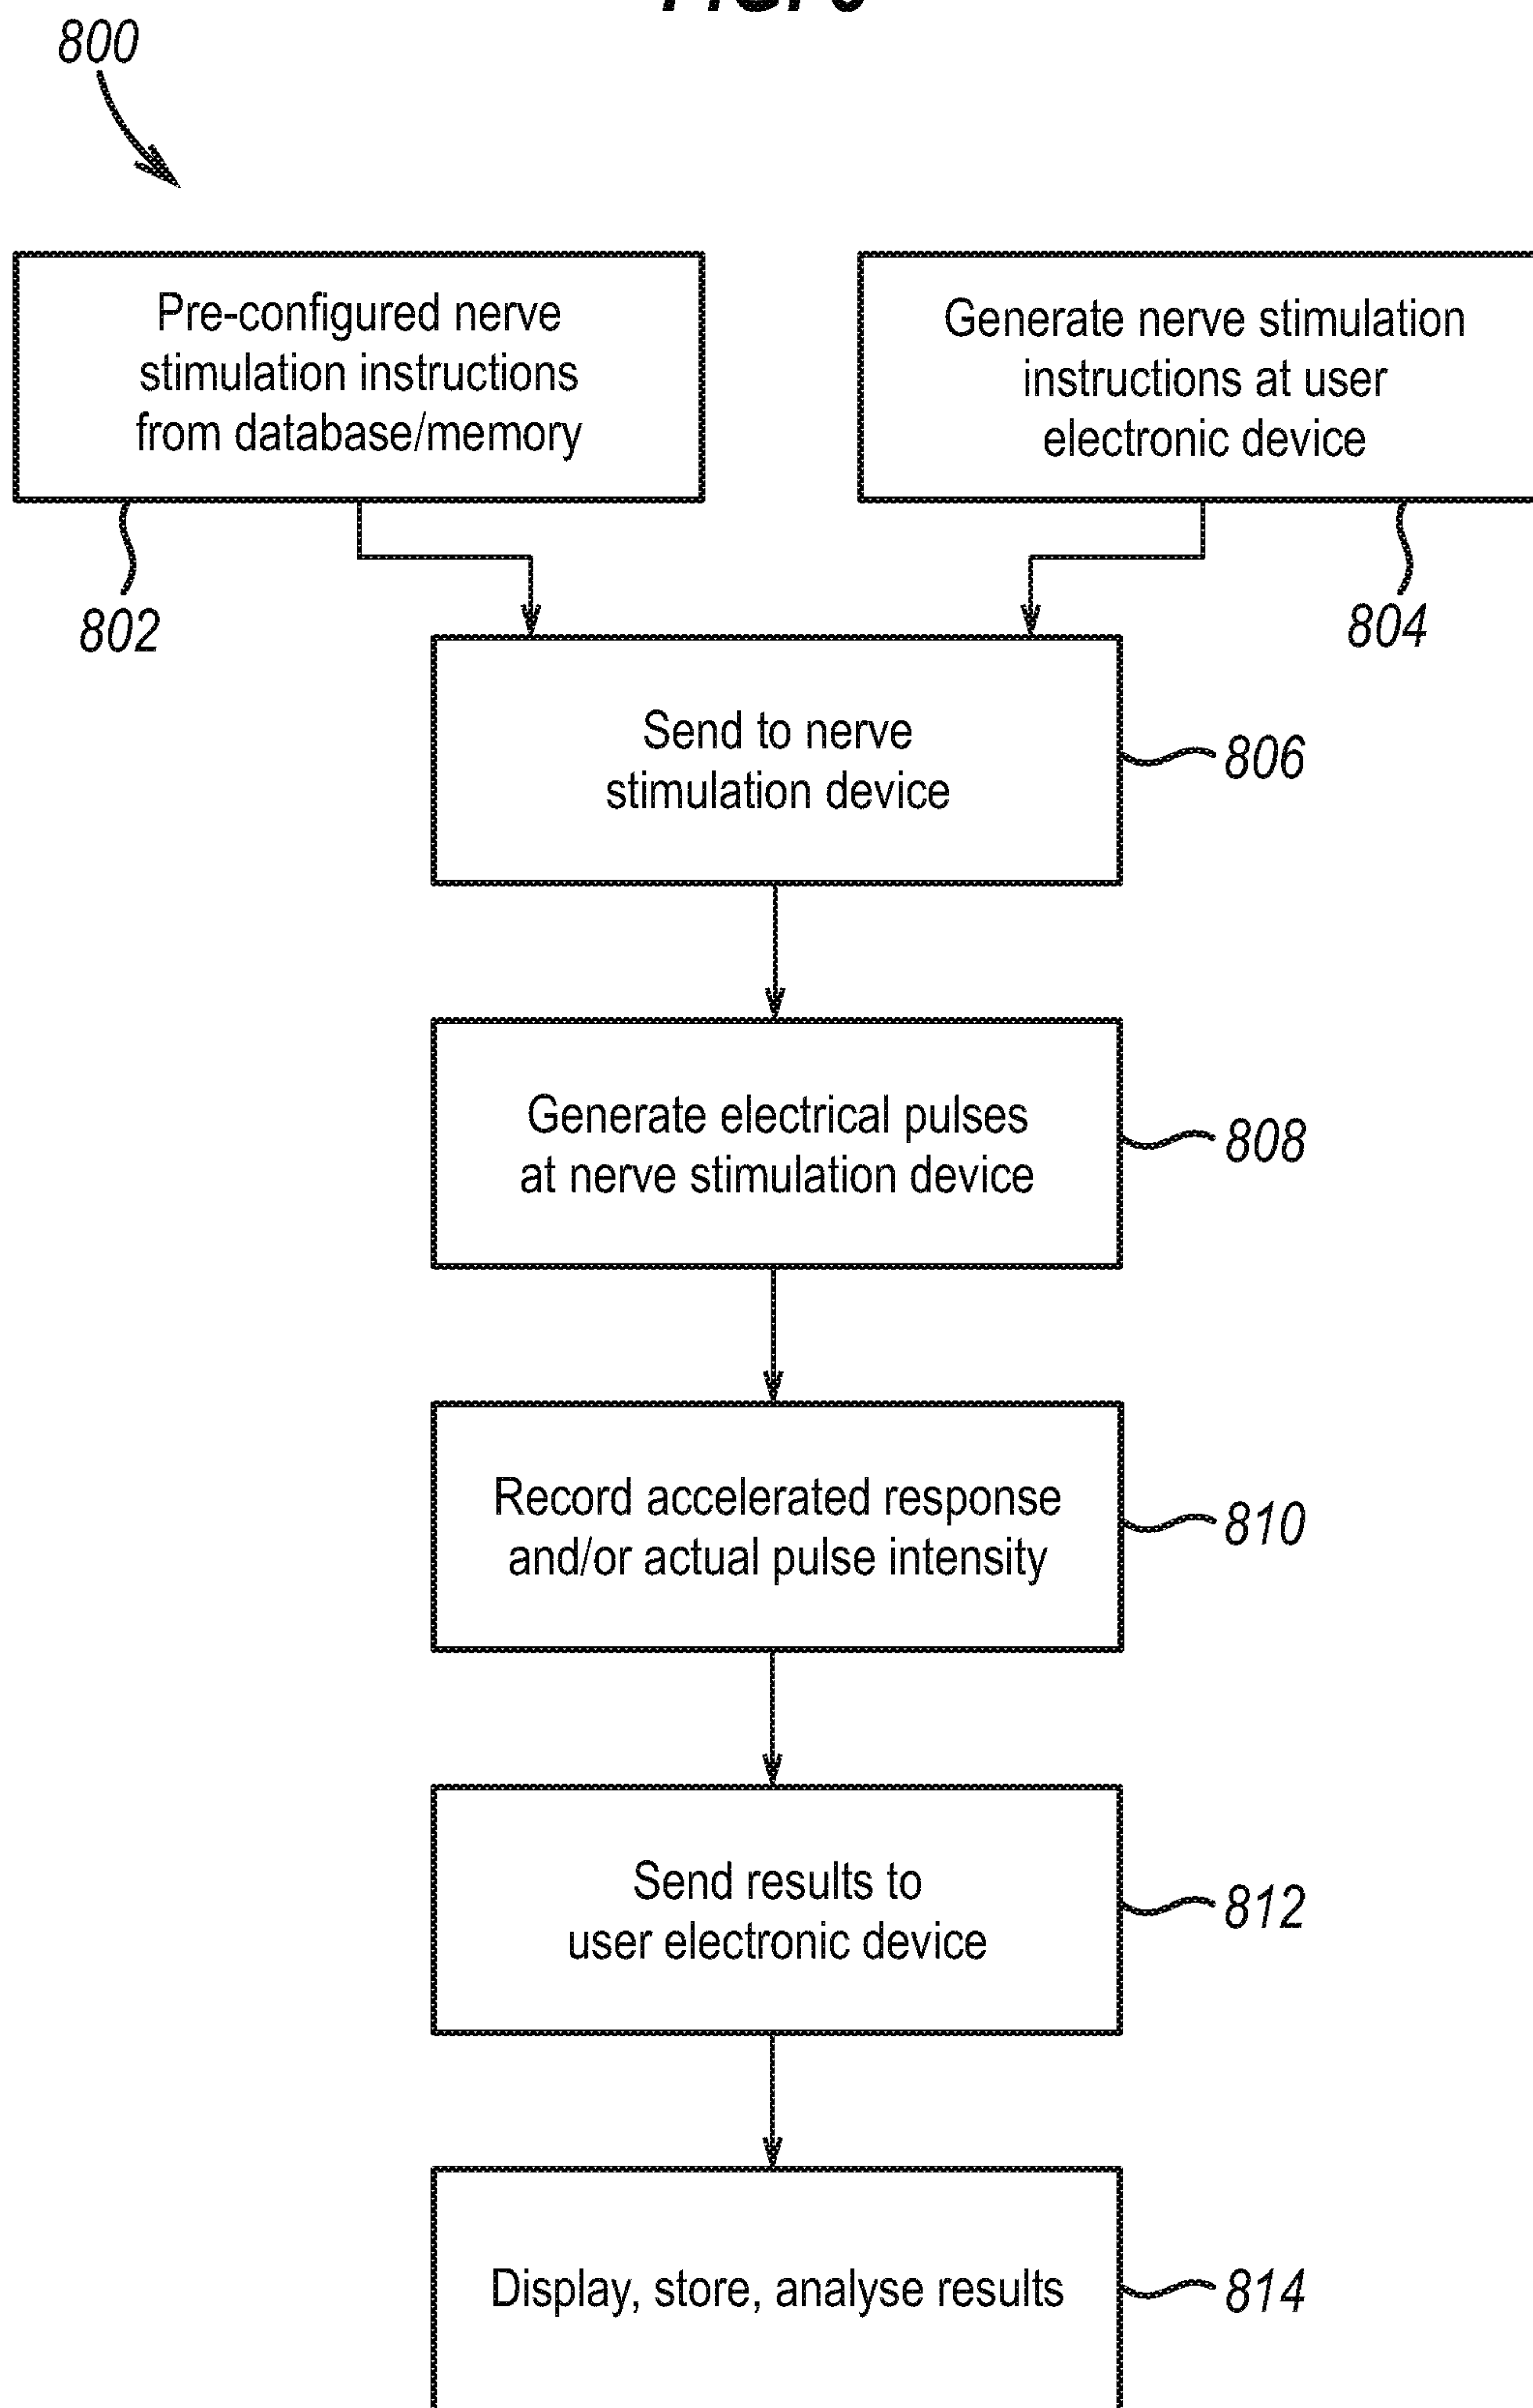 800
Pre-configured nerve
stimulation instructions
from database/memory
Generate nerve stimulation
instructions at user
electronic device
802
804
Send to nerve
stimulation device
806
Generate electrical pulses
at nerve stimulation device
808
Record accelerated response
and/or actual pulse intensity
810
Send results to
user electronic device
812
Display, store, analyse results
814